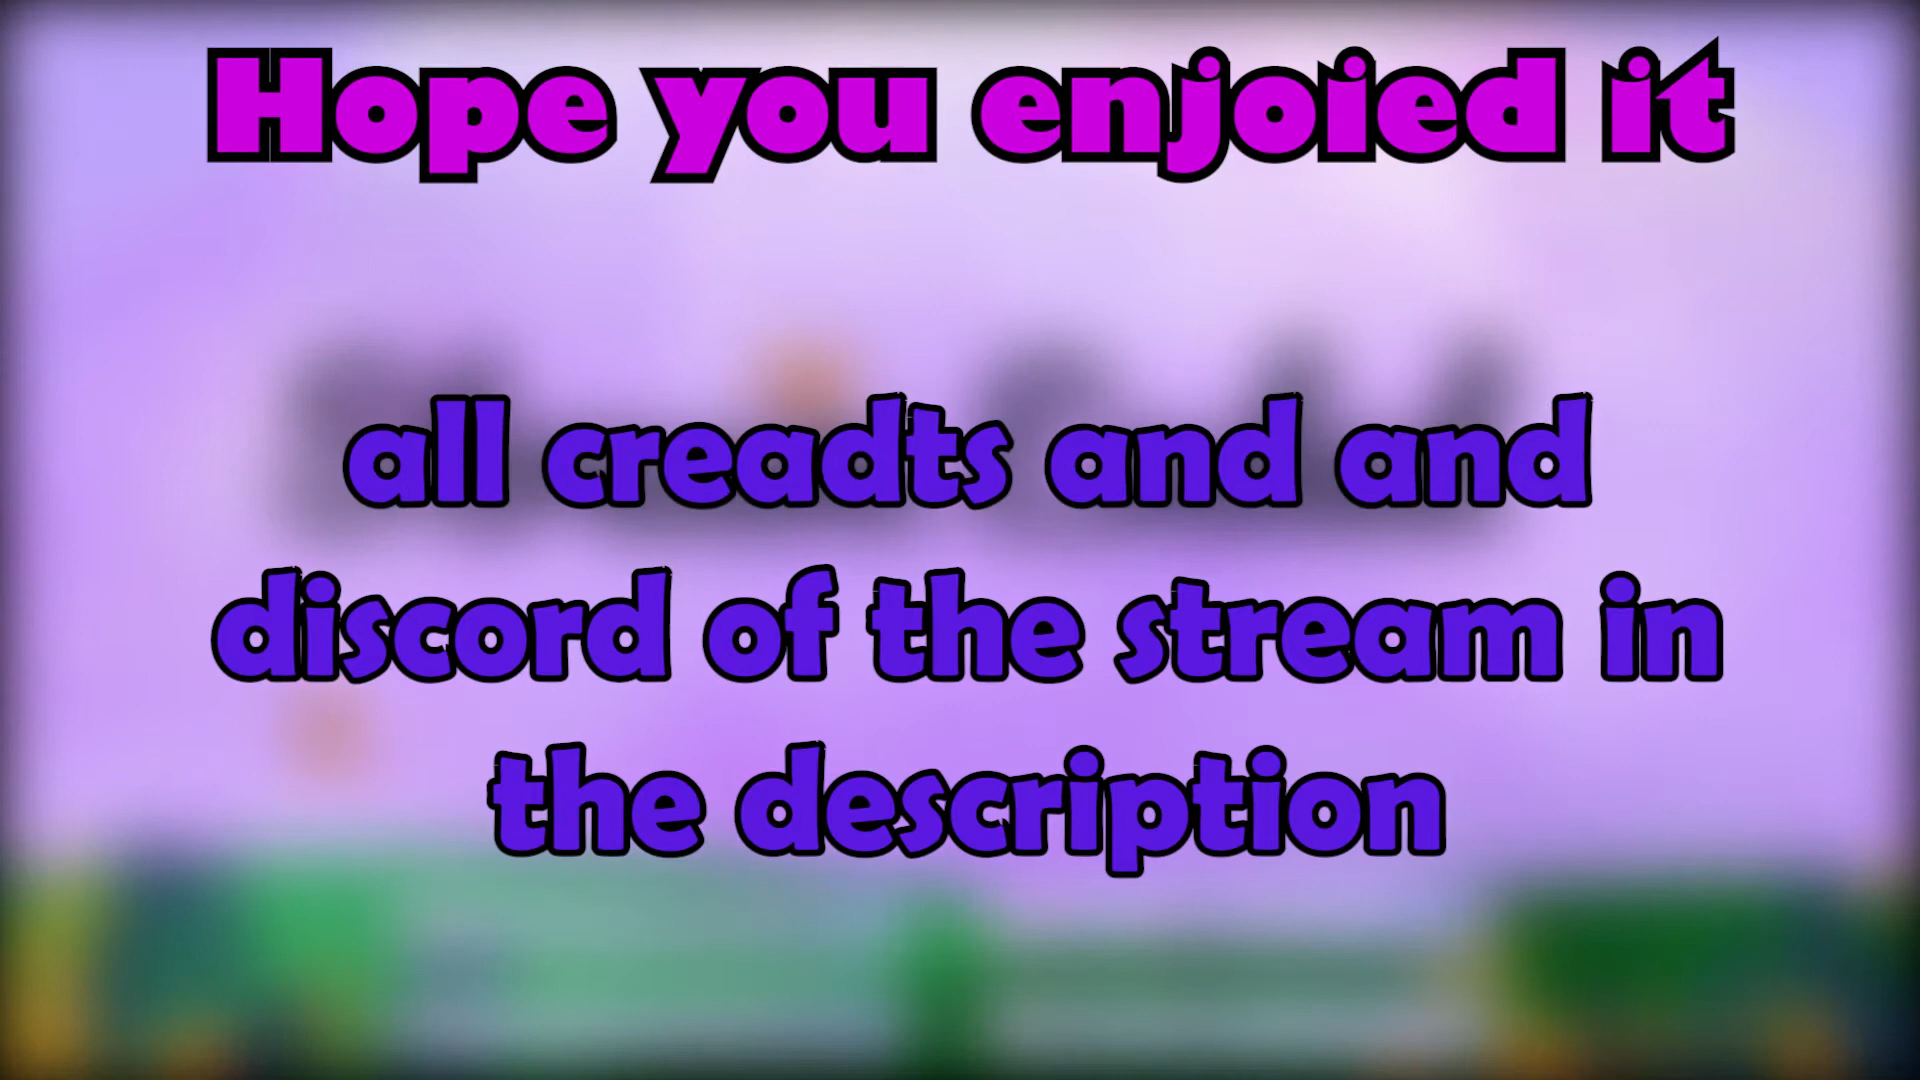 Hope you enjoied it
all creadts and and
discord of the stream in
the description